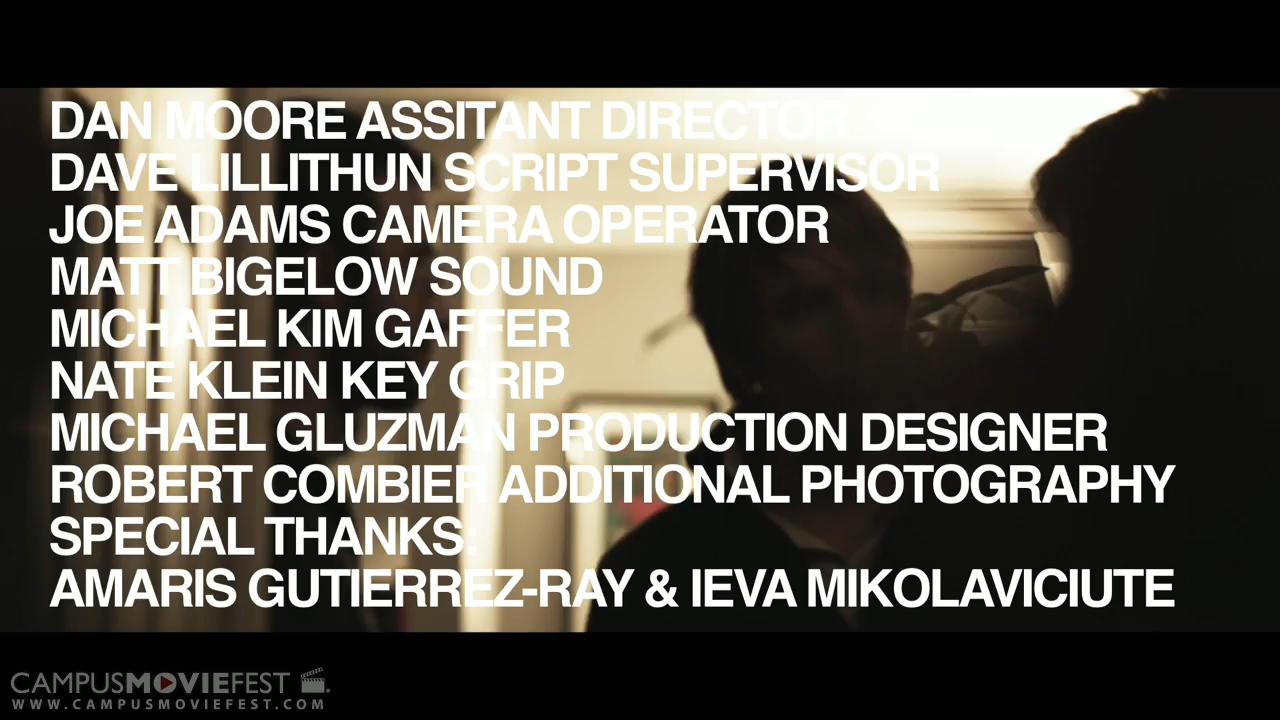 DAN MOORE ASSITANT DIRECTOR
DAVE LILLITHUN SCRIPT SUPERVISOR
JOE ADAMS CAMERA OPERATOR
MATT BIGELOW SOUND
MICHAEL KIM GAFFER
NATE KLEIN KEY GRIP
MICHAEL GLUZMAN PRODUCTION DESIGNER
ROBERT COMBIER ADDITIONAL PHOTOGRAPHY
SPECIAL THANKS:
AMARIS GUTIERREZ-RAY & IEVA MIKOLAVICIUTE
CAMPUSMOVIEFEST
WWW.CAMPUSMOVIEFEST.COM